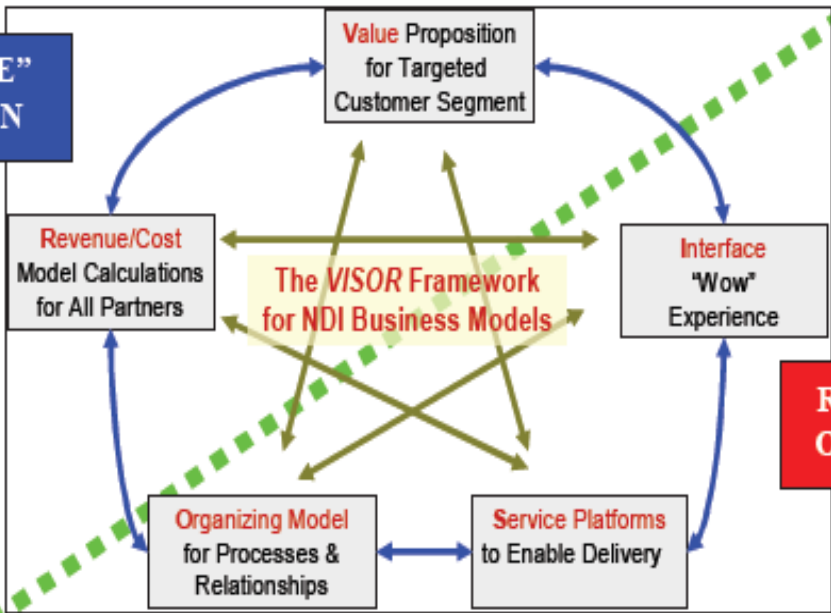 Value Proposition
for Targeted
Customer Segment
E”
N
Revenue/Cost
Model Calculations
for All Partners
Interface
“Wow”
Experience
The VISOR Framework
for NDI Business Models
R
Organizing Model
for Processes &
Relationships
Service Platforms
to Enable Delivery